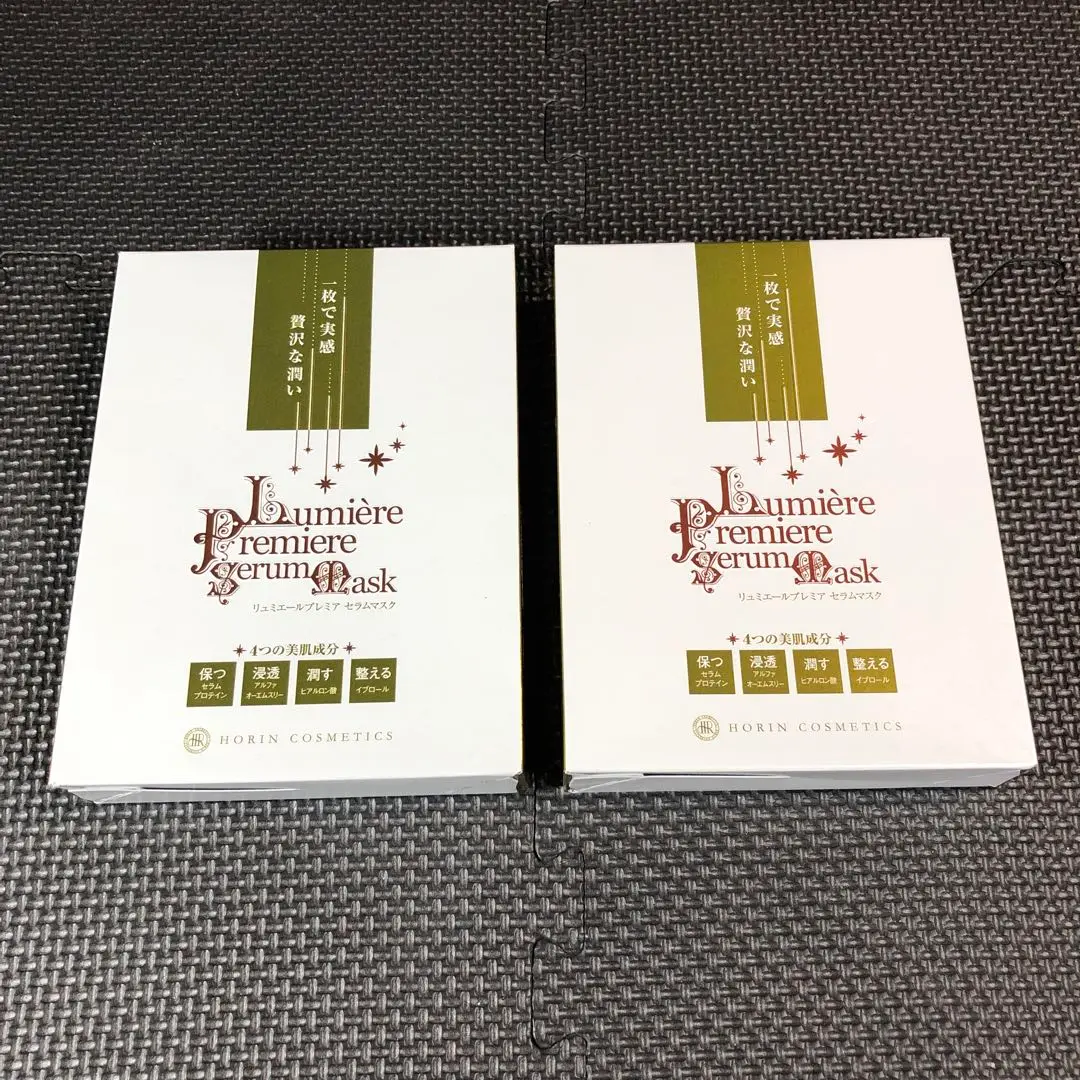 一枚で実感
贅沢な潤い
Lumière
Premiere
Serum Mask
リュミエールプレミア セラムマスク
4つの美肌成分
保つ
セラム
プロテイン
浸透
アルファ
オーエムスリー
潤す
ヒアルロン酸
整える
イブロール
HR
HORIN COSMETICS
一枚で実感
贅沢な潤い
Lumière
Premiere
Serum Mask
リュミエールプレミア セラムマスク
4つの美肌成分
保つ
セラム
プロテイン
浸透
アルファ
オーエムスリー
潤す
ヒアルロン酸
整える
イブロール
HR
HORIN COSMETICS